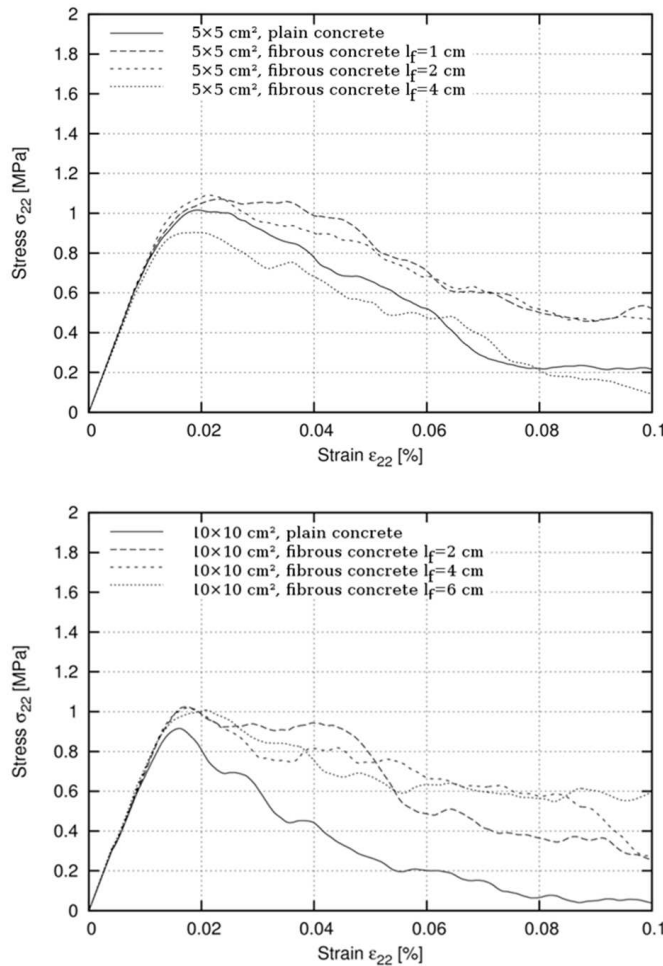 2
1.8
1.6
1.4
1.2
1
0.8
0.6
0.4
0.2
0
Stress σ22 [MPa]
5×5 cm², plain concrete
5×5 cm², fibrous concrete lf=1 cm
5×5 cm², fibrous concrete lf=2 cm
5×5 cm², fibrous concrete lf=4 cm
0 0.02 0.04 0.06 0.08 0.1
Strain ε22 [%]
2
1.8
1.6
1.4
1.2
1
0.8
0.6
0.4
0.2
0
Stress σ22 [MPa]
10×10 cm², plain concrete
10×10 cm², fibrous concrete lf=2 cm
10×10 cm², fibrous concrete lf=4 cm
10×10 cm², fibrous concrete lf=6 cm
0 0.02 0.04 0.06 0.08 0.1
Strain ε22 [%]